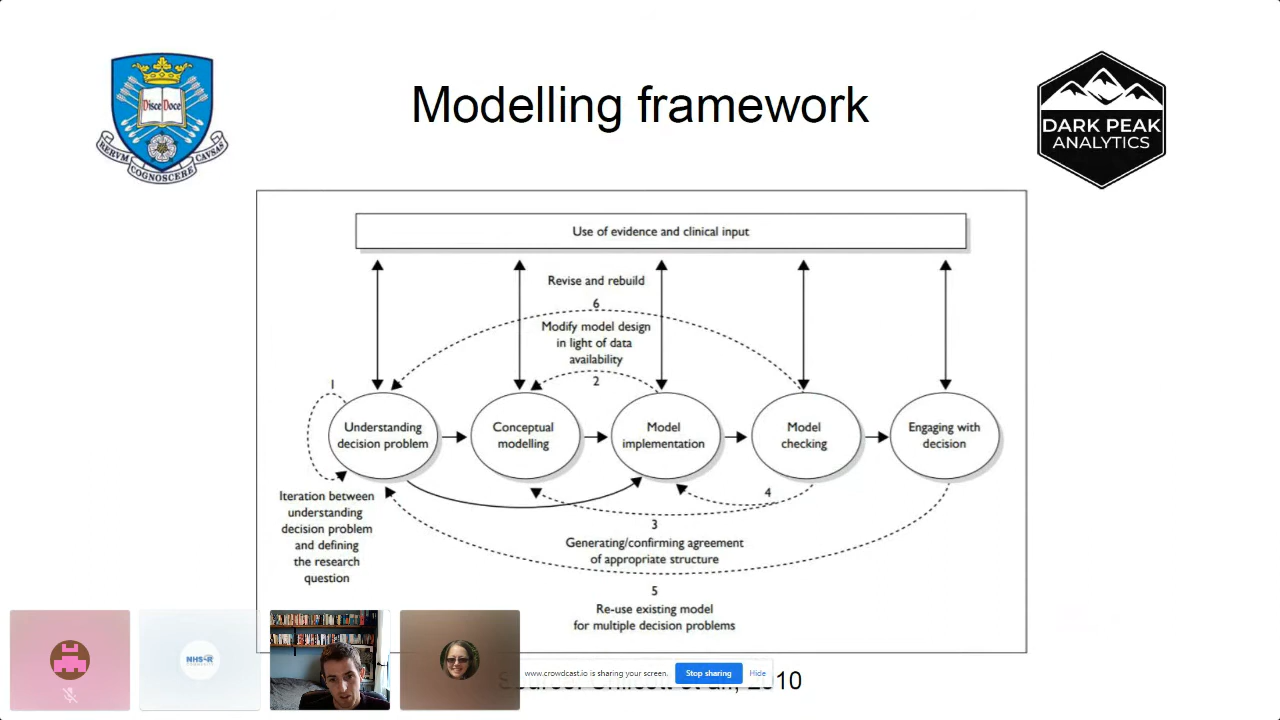 Modelling framework
Disce Doce
RERVM COGNOSCERE CAVSAS
DARK PEAK
ANALYTICS
Use of evidence and clinical input
Revise and rebuild
6
Modify model design
in light of data
availability
2
1
Understanding
decision problem
Conceptual
modelling
Model
implementation
Model
checking
Engaging with
decision
Iteration between
understanding
decision problem
and defining
the research
question
4
3
Generating/confirming agreement
of appropriate structure
5
Re-use existing model
for multiple decision problems
www.crowdcast.io is sharing your screen.
Stop sharing
Hide
2010